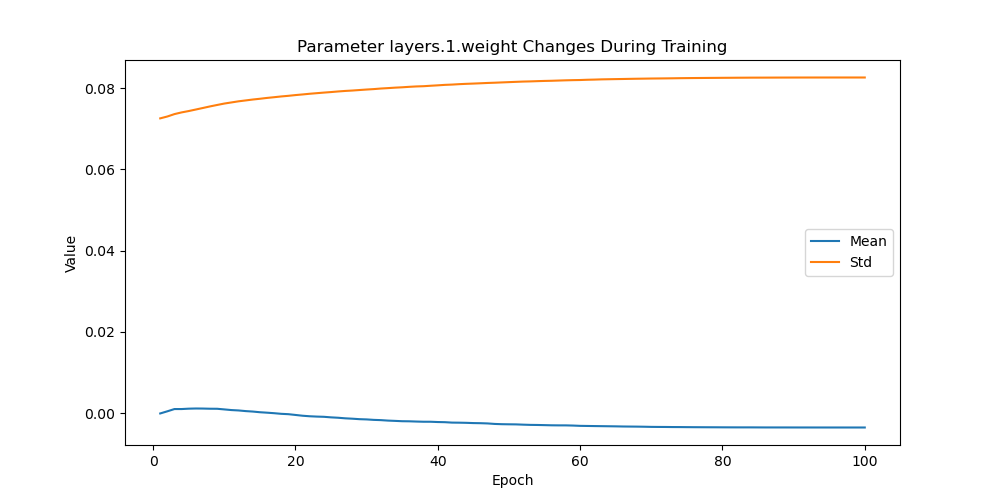 Parameter layers.1.weight Changes During Training
0.08
0.06
0.04
0.02
0.00
Value
Mean
Std
0 20 40 60 80 100
Epoch